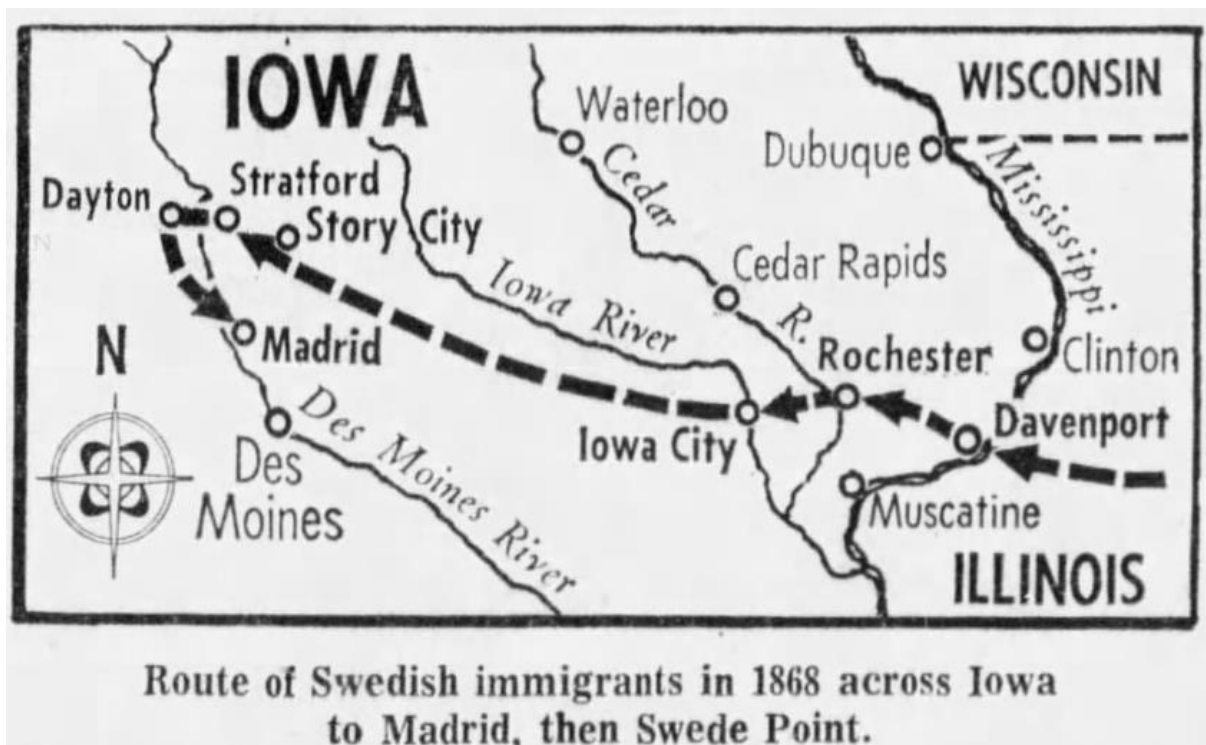 IOWA
WISCONSIN
Waterloo
Dubuque
Mississippi
Cedar
R.
Stratford
Dayton
Story City
Cedar Rapids
Iowa River
Rochester
Clinton
Madrid
N
Davenport
Iowa City
Des Moines River
Des
Moines
Muscatine
ILLINOIS
Route of Swedish immigrants in 1868 across Iowa
to Madrid, then Swede Point.